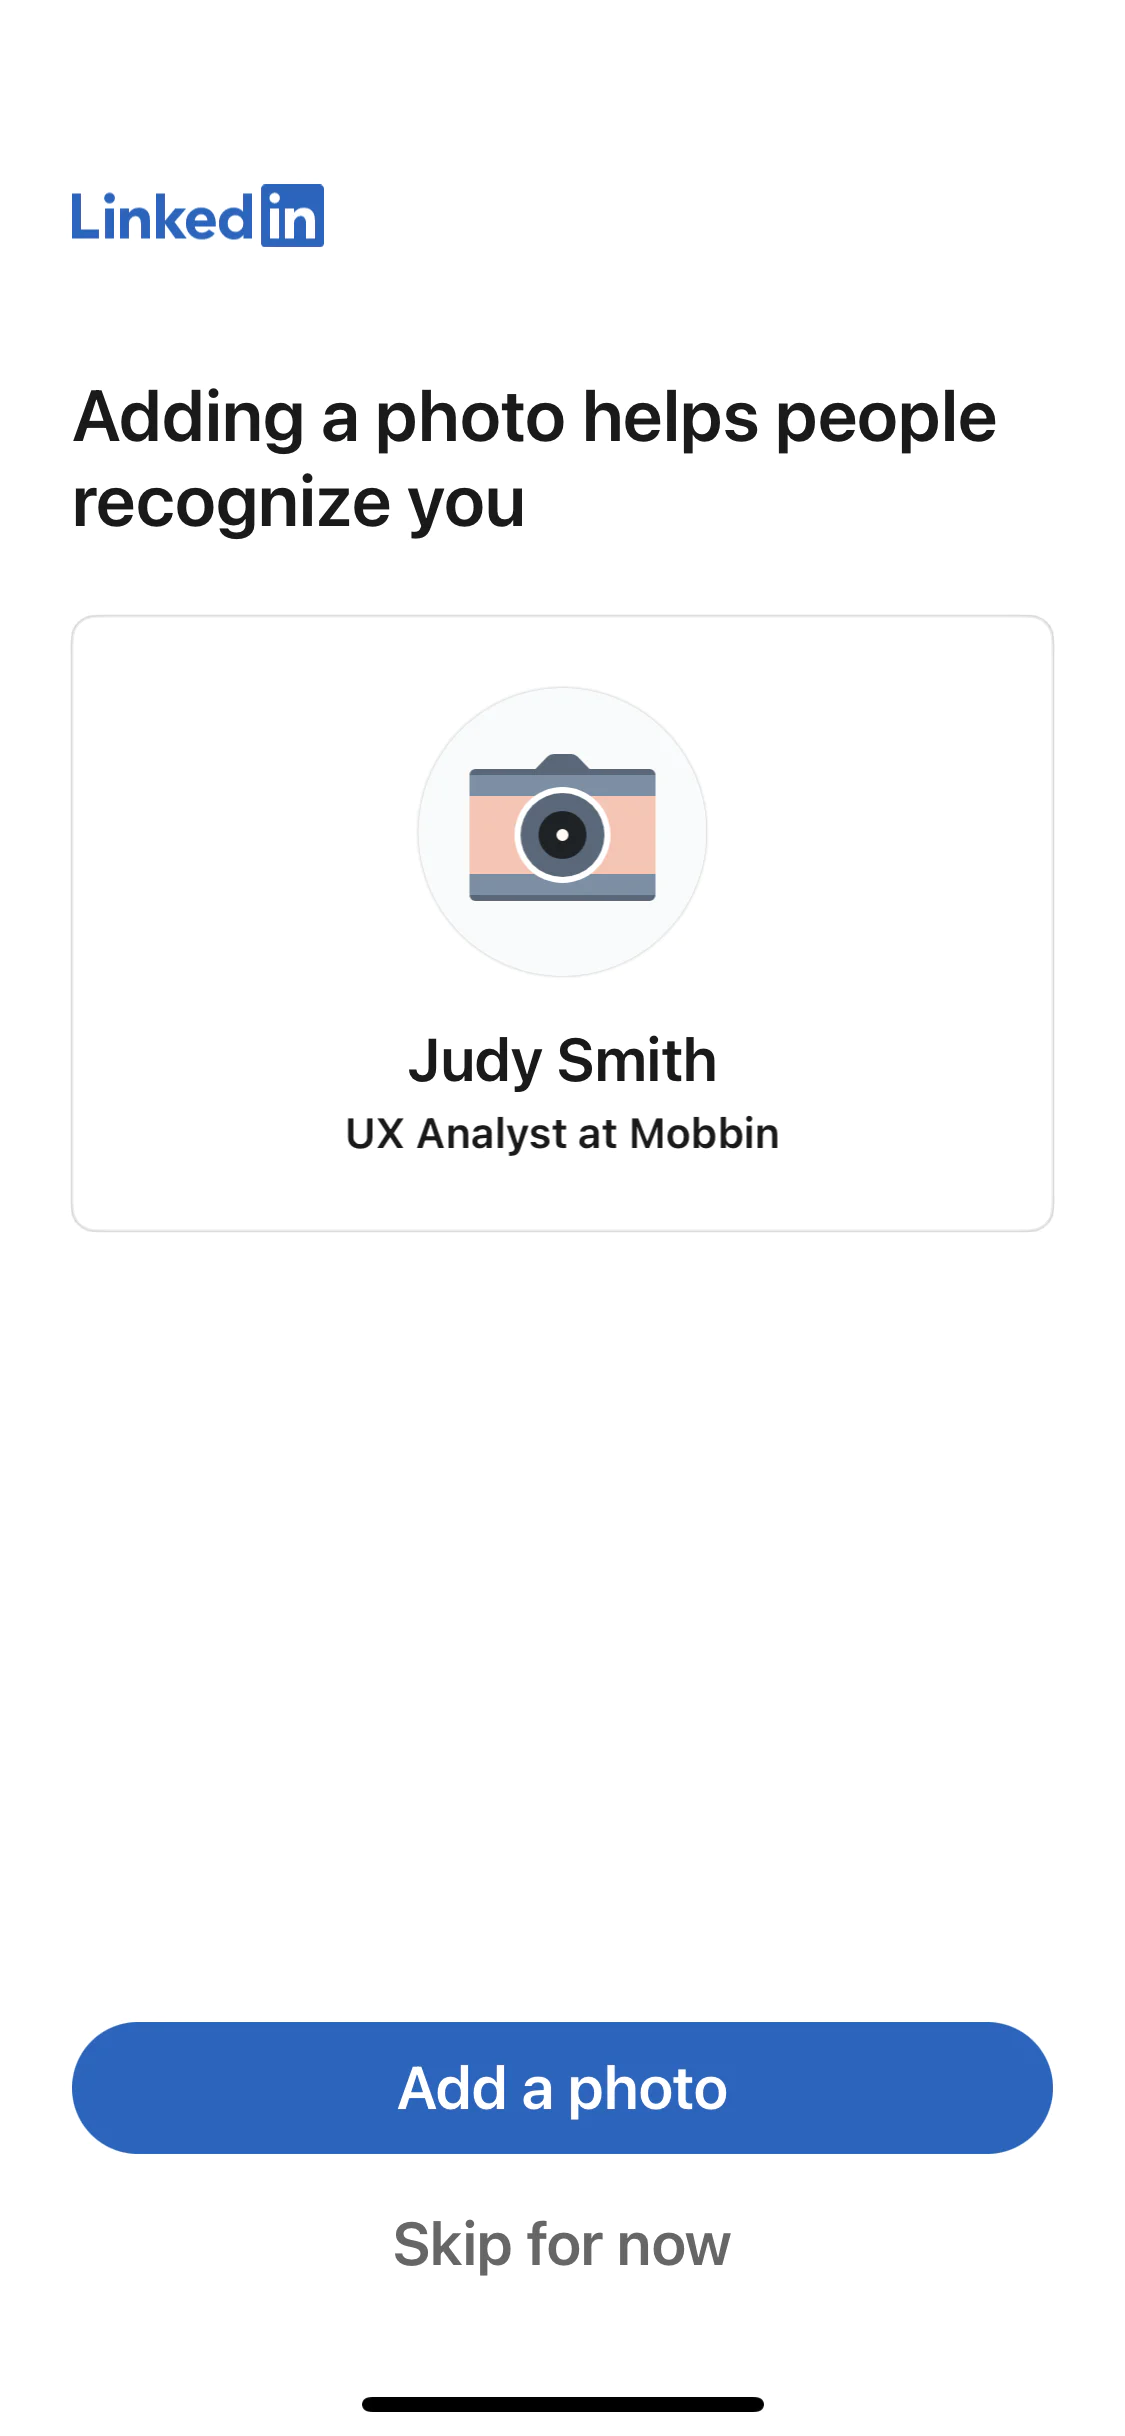 Linkedin
Adding a photo helps people
recognize you
Judy Smith
UX Analyst at Mobbin
Add a photo
Skip for now